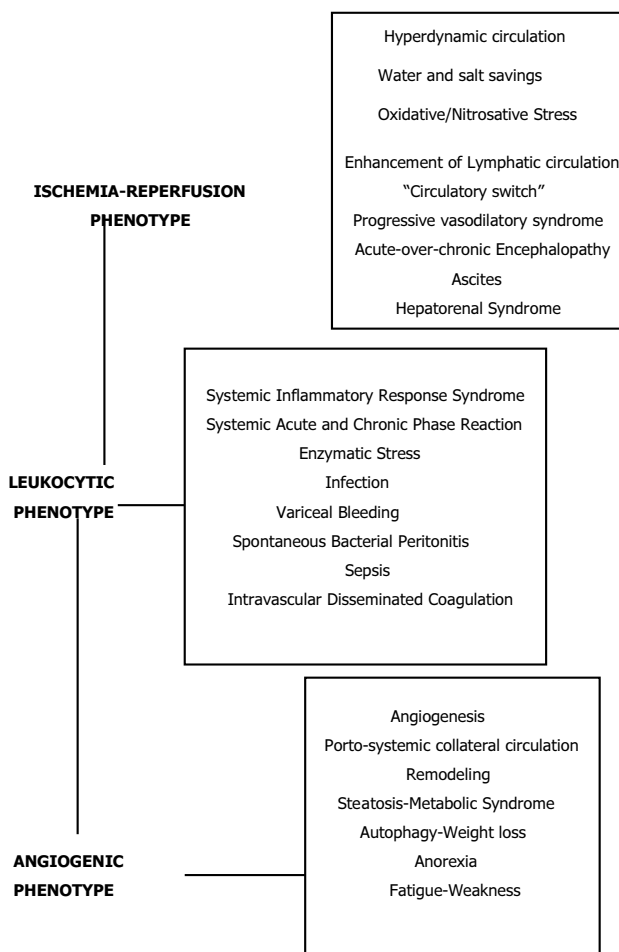 Hyperdynamic circulation
Water and salt savings
Oxidative/Nitrosative Stress
Enhancement of Lymphatic circulation
“Circulatory switch”
Progressive vasodilatory syndrome
Acute-over-chronic Encephalopathy
Ascites
Hepatorenal Syndrome
ISCHEMIA-REPERFUSION
PHENOTYPE
Systemic Inflammatory Response Syndrome
Systemic Acute and Chronic Phase Reaction
Enzymatic Stress
Infection
Variceal Bleeding
Spontaneous Bacterial Peritonitis
Sepsis
Intravascular Disseminated Coagulation
LEUKOCYTIC
PHENOTYPE
Angiogenesis
Porto-systemic collateral circulation
Remodeling
Steatosis-Metabolic Syndrome
Autophagy-Weight loss
Anorexia
Fatigue-Weakness
ANGIOGENIC
PHENOTYPE